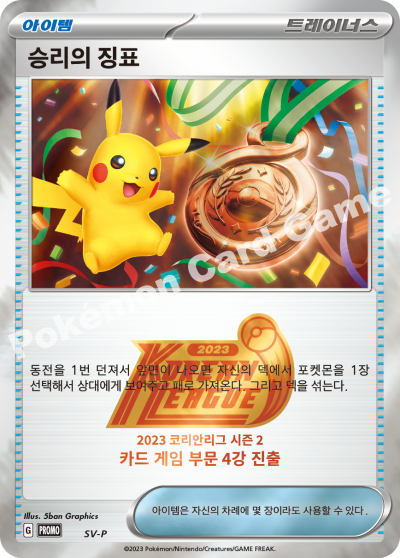 아이템
트레이너스
승리의 징표
Pokémon Card Game
2023
KOREAN
LEAGUE
동전을 1번 던져서 앞면이 나오면 자신의 덱에서 포켓몬을 1장
선택해서 상대에게 보여주고 패로 가져온다. 그리고 덱을 섞는다.
2023 코리안리그 시즌 2
카드 게임 부문 4강 진출
Illus. 5ban Graphics
G PROMO SV-P
아이템은 자신의 차례에 몇 장이라도 사용할 수 있다.
©2023 Pokémon/Nintendo/Creatures/GAME FREAK.